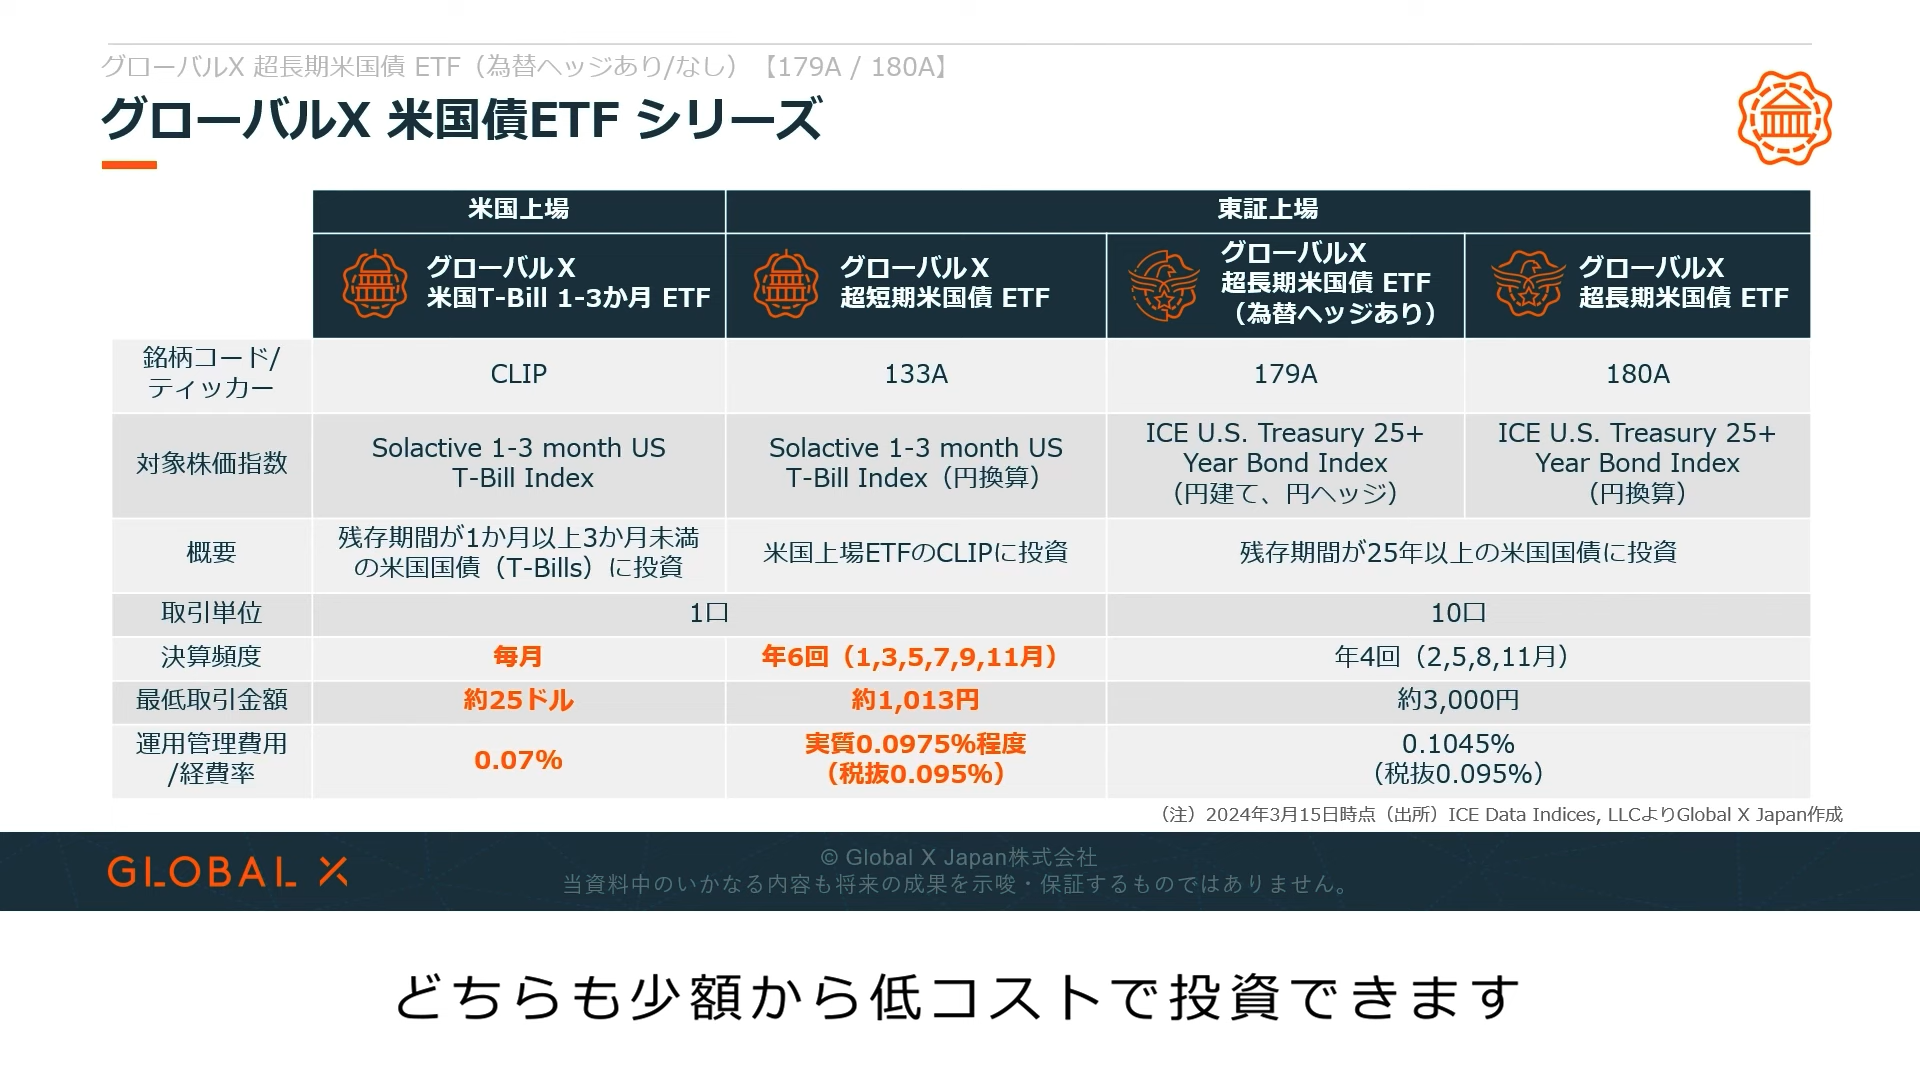 グローバルX 超長期米国債 ETF（為替ヘッジあり/なし）【179A / 180A】
グローバルX 米国債ETF シリーズ
米国上場
東証上場
グローバルＸ
米国T-Bill 1-3か月 ETF
グローバルＸ
超短期米国債 ETF
グローバルX
超長期米国債 ETF
（為替ヘッジあり）
グローバルX
超長期米国債 ETF
銘柄コード/
ティッカー
CLIP
133A
179A
180A
対象株価指数
Solactive 1-3 month US
T-Bill Index
Solactive 1-3 month US
T-Bill Index（円換算）
ICE U.S. Treasury 25+
Year Bond Index
（円建て、円ヘッジ）
ICE U.S. Treasury 25+
Year Bond Index
（円換算）
概要
残存期間が1か月以上3か月未満
の米国国債（T-Bills）に投資
米国上場ETFのCLIPに投資
残存期間が25年以上の米国国債に投資
取引単位
1口
10口
決算頻度
毎月
年6回（1,3,5,7,9,11月）
年4回（2,5,8,11月）
最低取引金額
約25ドル
約1,013円
約3,000円
運用管理費用
/経費率
0.07%
実質0.0975%程度
（税抜0.095%）
0.1045%
（税抜0.095%）
（注）2024年3月15日時点（出所）ICE Data Indices, LLCよりGlobal X Japan作成
GLOBAL X
© Global X Japan株式会社
当資料中のいかなる内容も将来の成果を示唆・保証するものではありません。
どちらも少額から低コストで投資できます